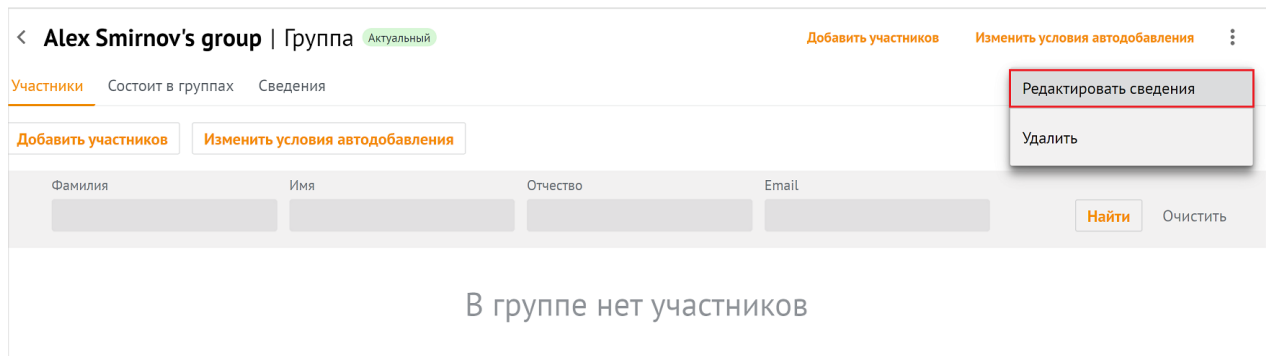 Alex Smirnov's group | Группа Актуальный
Добавить участников Изменить условия автодобавления
Участники Состоит в группах Сведения
Редактировать сведения
Удалить
Добавить участников Изменить условия автодобавления
Фамилия Имя Отчество Email
Найти Очистить
В группе нет участников